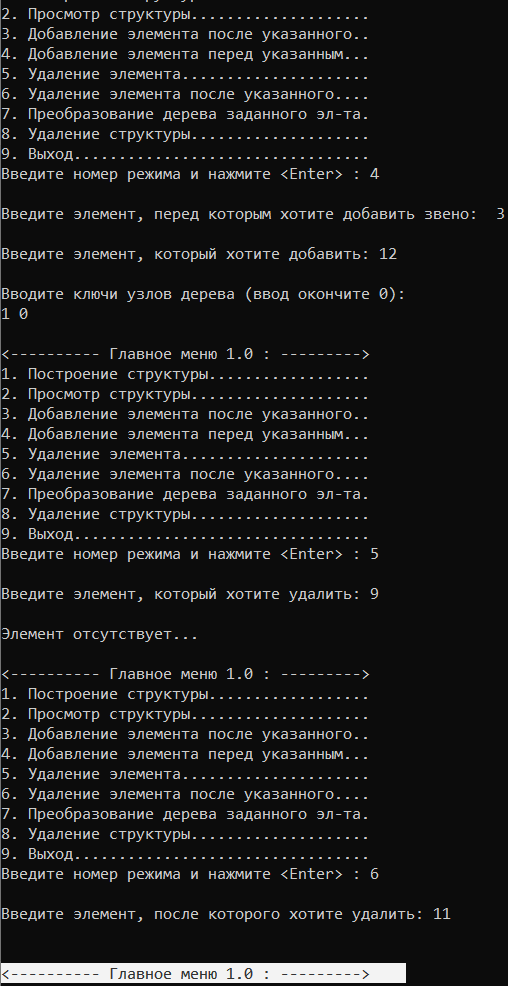 2. Просмотр структуры....................
3. Добавление элемента после указанного..
4. Добавление элемента перед указанным...
5. Удаление элемента.....................
6. Удаление элемента после указанного....
7. Преобразование дерева заданного эл-та.
8. Удаление структуры....................
9. Выход.................................
Введите номер режима и нажмите <Enter> : 4
Введите элемент, перед которым хотите добавить звено:  3
Введите элемент, который хотите добавить: 12
Вводите ключи узлов дерева (ввод окончите 0):
1 0
<---------- Главное меню 1.0 : --------->
1. Построение структуры..................
2. Просмотр структуры....................
3. Добавление элемента после указанного..
4. Добавление элемента перед указанным...
5. Удаление элемента.....................
6. Удаление элемента после указанного....
7. Преобразование дерева заданного эл-та.
8. Удаление структуры....................
9. Выход.................................
Введите номер режима и нажмите <Enter> : 5
Введите элемент, который хотите удалить: 9
Элемент отсутствует...
<---------- Главное меню 1.0 : --------->
1. Построение структуры..................
2. Просмотр структуры....................
3. Добавление элемента после указанного..
4. Добавление элемента перед указанным...
5. Удаление элемента.....................
6. Удаление элемента после указанного....
7. Преобразование дерева заданного эл-та.
8. Удаление структуры....................
9. Выход.................................
Введите номер режима и нажмите <Enter> : 6
Введите элемент, после которого хотите удалить: 11
<---------- Главное меню 1.0 : --------->